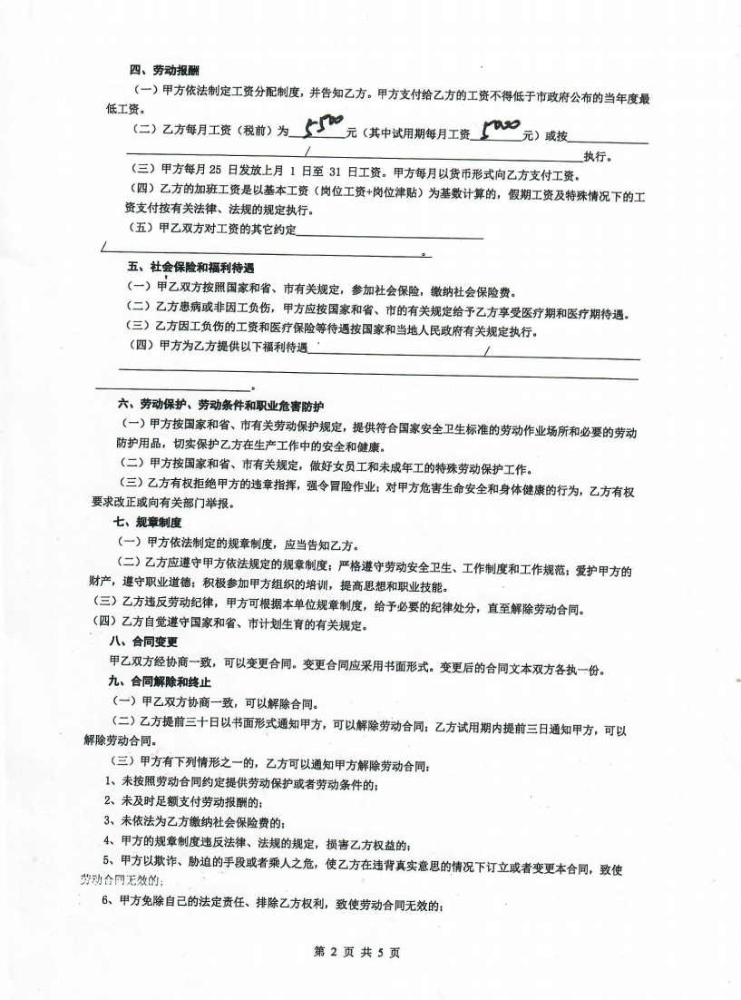 四、劳动报酬
（一）甲方依法制定工资分配制度，并告知乙方。甲方支付给乙方的工资不得低于市政府公布的当年度最
低工资。
（二）乙方每月工资（税前）为 5500 元（其中试用期每月工资 5000 元）或按
/ 执行。
（三）甲方每月 25 日发放上月 1 日至 31 日工资。甲方每月以货币形式向乙方支付工资。
（四）乙方的加班工资是以基本工资（岗位工资+岗位津贴）为基数计算的，假期工资及特殊情况下的工
资支付按有关法律、法规的规定执行。
（五）甲乙双方对工资的其它约定
/ 。
五、社会保险和福利待遇
（一）甲乙双方按照国家和省、市有关规定，参加社会保险，缴纳社会保险费。
（二）乙方患病或非因工负伤，甲方应按国家和省、市的有关规定给予乙方享受医疗期和医疗期待遇。
（三）乙方因工负伤的工资和医疗保险等待遇按国家和当地人民政府有关规定执行。
（四）甲方为乙方提供以下福利待遇 /
。
六、劳动保护、劳动条件和职业危害防护
（一）甲方按国家和省、市有关劳动保护规定，提供符合国家安全卫生标准的劳动作业场所和必要的劳动
防护用品，切实保护乙方在生产工作中的安全和健康。
（二）甲方按国家和省、市有关规定，做好女员工和未成年工的特殊劳动保护工作。
（三）乙方有权拒绝甲方的违章指挥，强令冒险作业；对甲方危害生命安全和身体健康的行为，乙方有权
要求改正或向有关部门举报。
七、规章制度
（一）甲方依法制定的规章制度，应当告知乙方。
（二）乙方应遵守甲方依法规定的规章制度；严格遵守劳动安全卫生、工作制度和工作规范；爱护甲方的
财产，遵守职业道德；积极参加甲方组织的培训，提高思想和职业技能。
（三）乙方违反劳动纪律，甲方可根据本单位规章制度，给予必要的纪律处分，直至解除劳动合同。
（四）乙方自觉遵守国家和省、市计划生育的有关规定。
八、合同变更
甲乙双方经协商一致，可以变更合同。变更合同应采用书面形式。变更后的合同文本双方各执一份。
九、合同解除和终止
（一）甲乙双方协商一致，可以解除合同。
（二）乙方提前三十日以书面形式通知甲方，可以解除劳动合同；乙方试用期内提前三日通知甲方，可以
解除劳动合同。
（三）甲方有下列情形之一的，乙方可以通知甲方解除劳动合同：
1、未按照劳动合同约定提供劳动保护或者劳动条件的；
2、未及时足额支付劳动报酬的；
3、未依法为乙方缴纳社会保险费的；
4、甲方的规章制度违反法律、法规的规定，损害乙方权益的；
5、甲方以欺诈、胁迫的手段或者乘人之危，使乙方在违背真实意思的情况下订立或者变更本合同，致使
劳动合同无效的；
6、甲方免除自己的法定责任、排除乙方权利，致使劳动合同无效的；
第 2 页 共 5 页